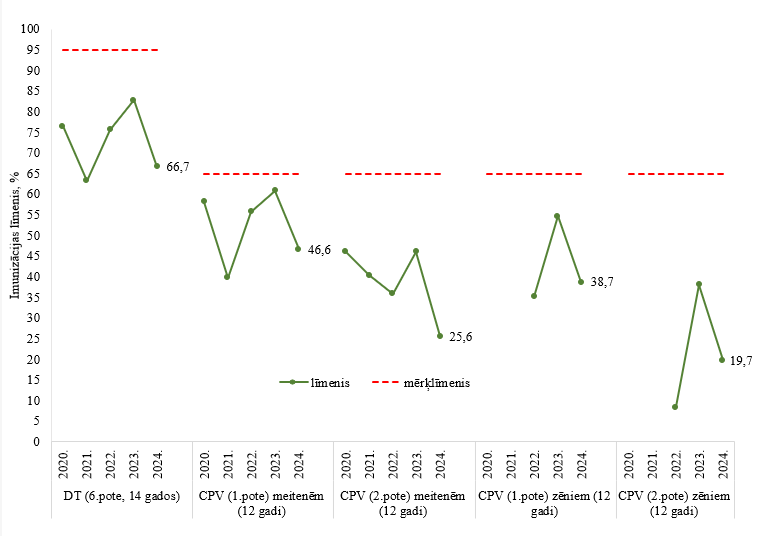 100
95
90
85
80
75
70
65
60
55
50
45
40
35
30
25
20
15
10
5
0
Imunizācijas līmenis, %
66,7
46,6
25,6
38,7
19,7
līmenis
mērķlīmenis
2020. 2021. 2022. 2023. 2024.
2020. 2021. 2022. 2023. 2024.
2020. 2021. 2022. 2023. 2024.
2020. 2021. 2022. 2023. 2024.
2020. 2021. 2022. 2023. 2024.
DT (6.pote, 14 gados)
CPV (1.pote) meitenēm
(12 gadi)
CPV (2.pote) meitenēm
(12 gadi)
CPV (1.pote) zēniem (12
gadi)
CPV (2.pote) zēniem
(12 gadi)